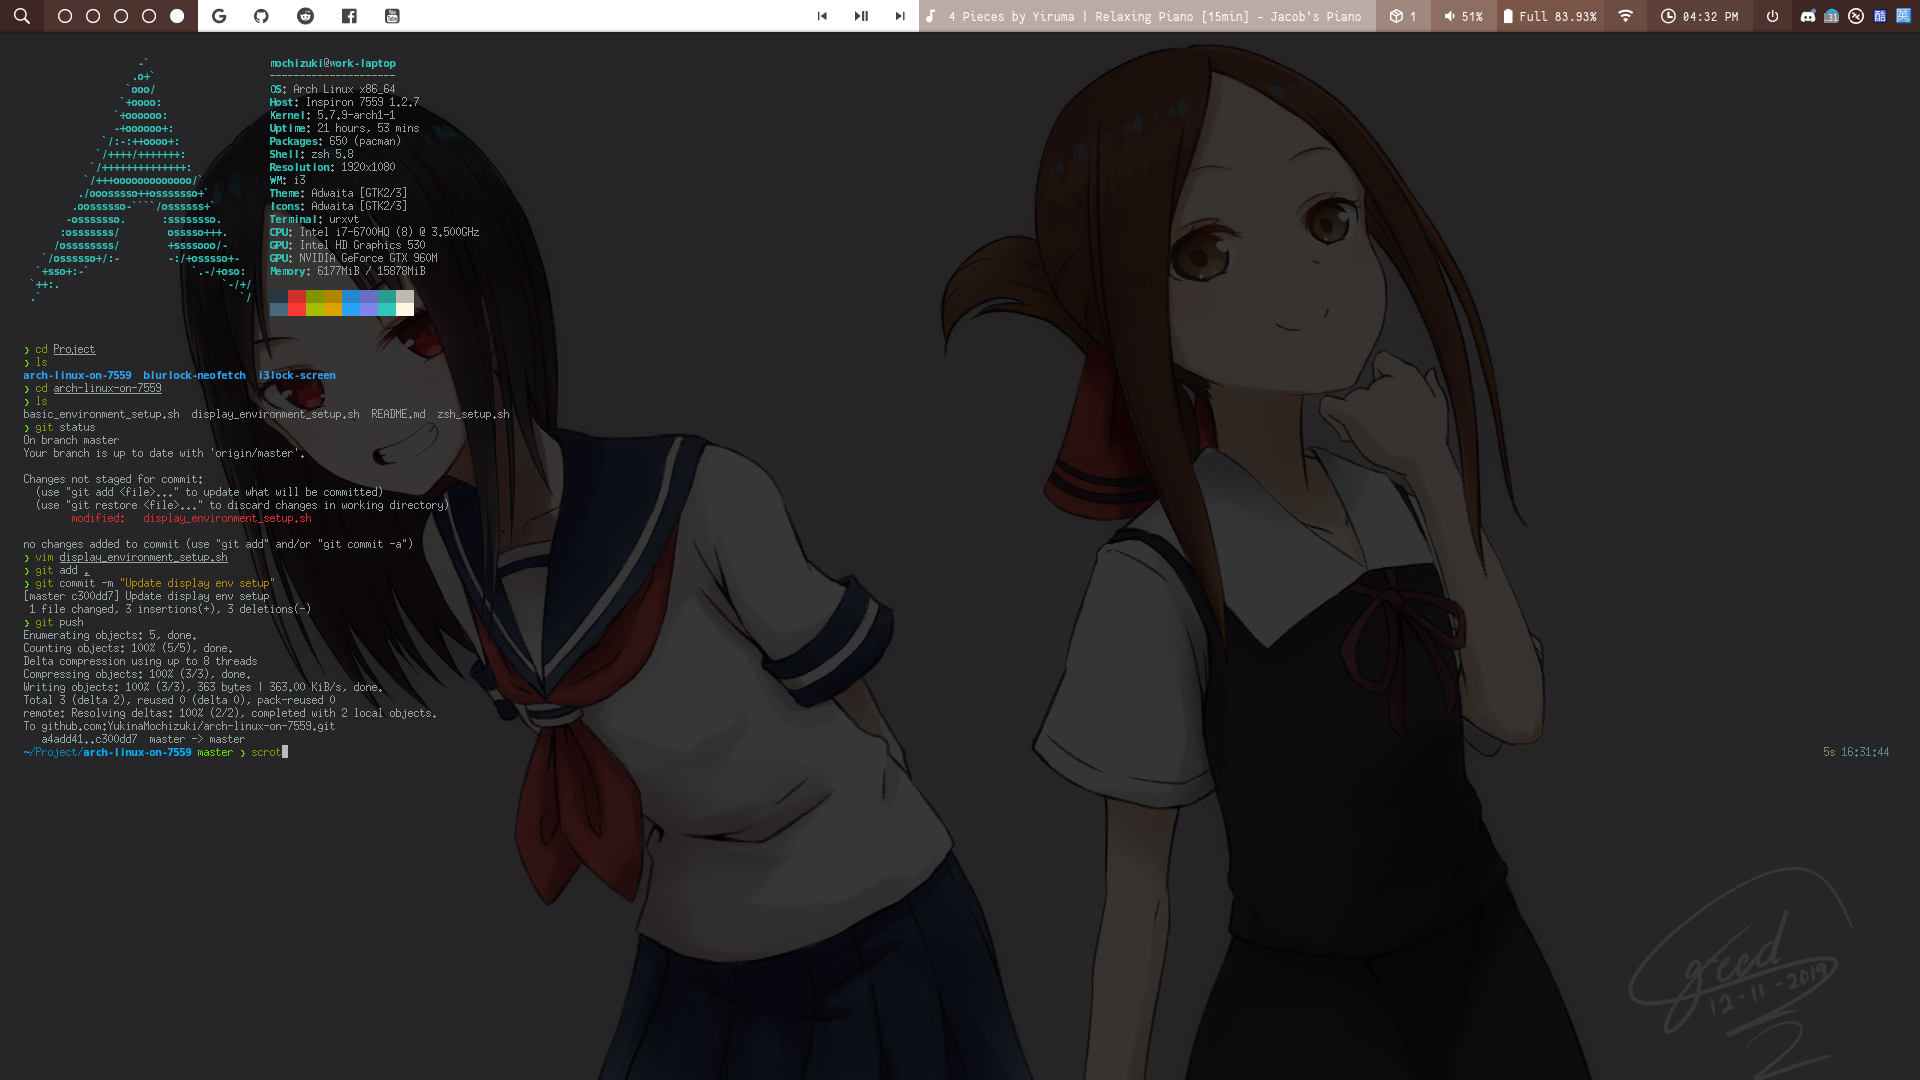 4 Pieces by Yiruma | Relaxing Piano [15min] – Jacob's Piano
1
51%
Full 83.93%
04:32 PM
31
酷
英
mochizuki@work-laptop
---------------------
OS: Arch Linux x86_64
Host: Inspiron 7559 1.2.7
Kernel: 5.7.9-arch1-1
Uptime: 21 hours, 53 mins
Packages: 650 (pacman)
Shell: zsh 5.8
Resolution: 1920x1080
WM: i3
Theme: Adwaita [GTK2/3]
Icons: Adwaita [GTK2/3]
Terminal: urxvt
CPU: Intel i7-6700HQ (8) @ 3.500GHz
GPU: Intel HD Graphics 530
GPU: NVIDIA GeForce GTX 960M
Memory: 6177MiB / 15878MiB
❯ cd Project
❯ ls
arch-linux-on-7559  blurlock-neofetch  i3lock-screen
❯ cd arch-linux-on-7559
❯ ls
basic_environment_setup.sh  display_environment_setup.sh  README.md  zsh_setup.sh
❯ git status
On branch master
Your branch is up to date with 'origin/master'.
Changes not staged for commit:
(use "git add <file>..." to update what will be committed)
(use "git restore <file>..." to discard changes in working directory)
modified:   display_environment_setup.sh
no changes added to commit (use "git add" and/or "git commit -a")
❯ vim display_environment_setup.sh
❯ git add .
❯ git commit -m "Update display env setup"
[master c300dd7] Update display env setup
1 file changed, 3 insertions(+), 3 deletions(-)
❯ git push
Enumerating objects: 5, done.
Counting objects: 100% (5/5), done.
Delta compression using up to 8 threads
Compressing objects: 100% (3/3), done.
Writing objects: 100% (3/3), 363 bytes | 363.00 KiB/s, done.
Total 3 (delta 2), reused 0 (delta 0), pack-reused 0
remote: Resolving deltas: 100% (2/2), completed with 2 local objects.
To github.com:YukinaMochizuki/arch-linux-on-7559.git
a4add41..c300dd7  master -> master
~/Project/arch-linux-on-7559 master ❯ scrot
5s 16:31:44
greed
12-11-2019